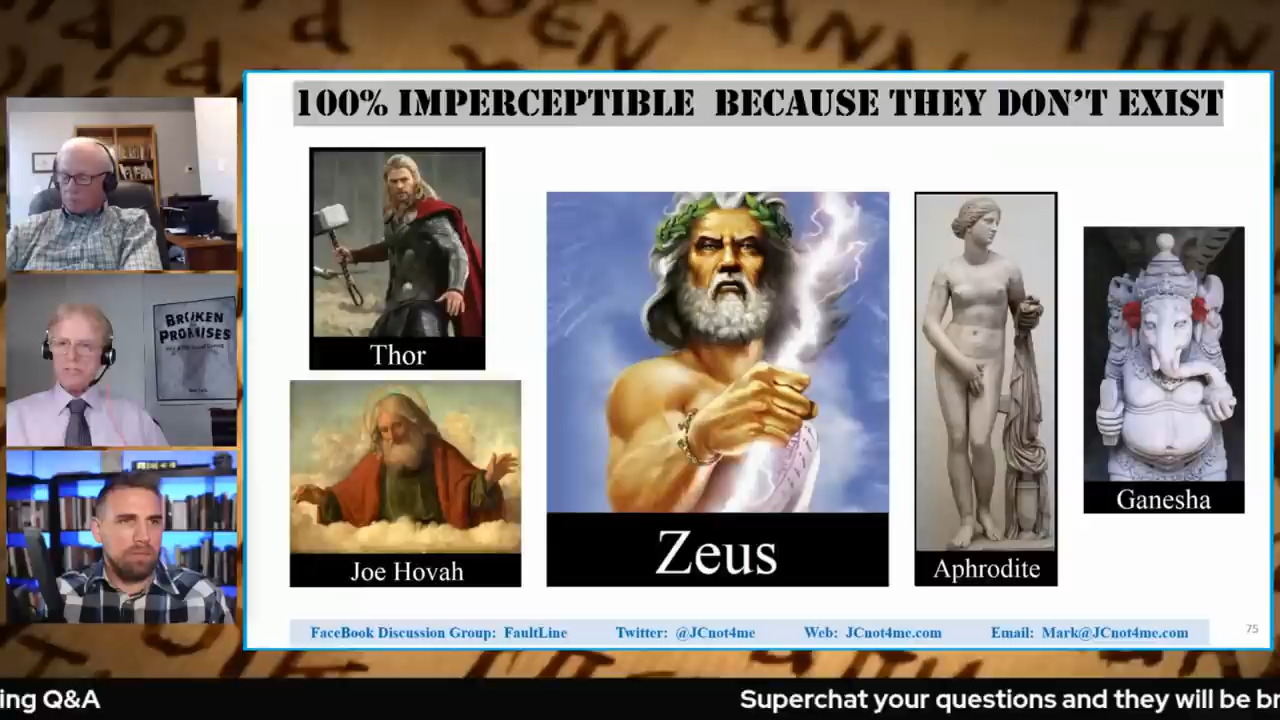 100% IMPERCEPTIBLE BECAUSE THEY DON'T EXIST
Thor
Joe Hovah
Zeus
Aphrodite
Ganesha
BROKEN
PROMISES
FaceBook Discussion Group: FaultLine Twitter: @JCnot4me Web: JCnot4me.com Email: Mark@JCnot4me.com
75
ing Q&A Superchat your questions and they will be br